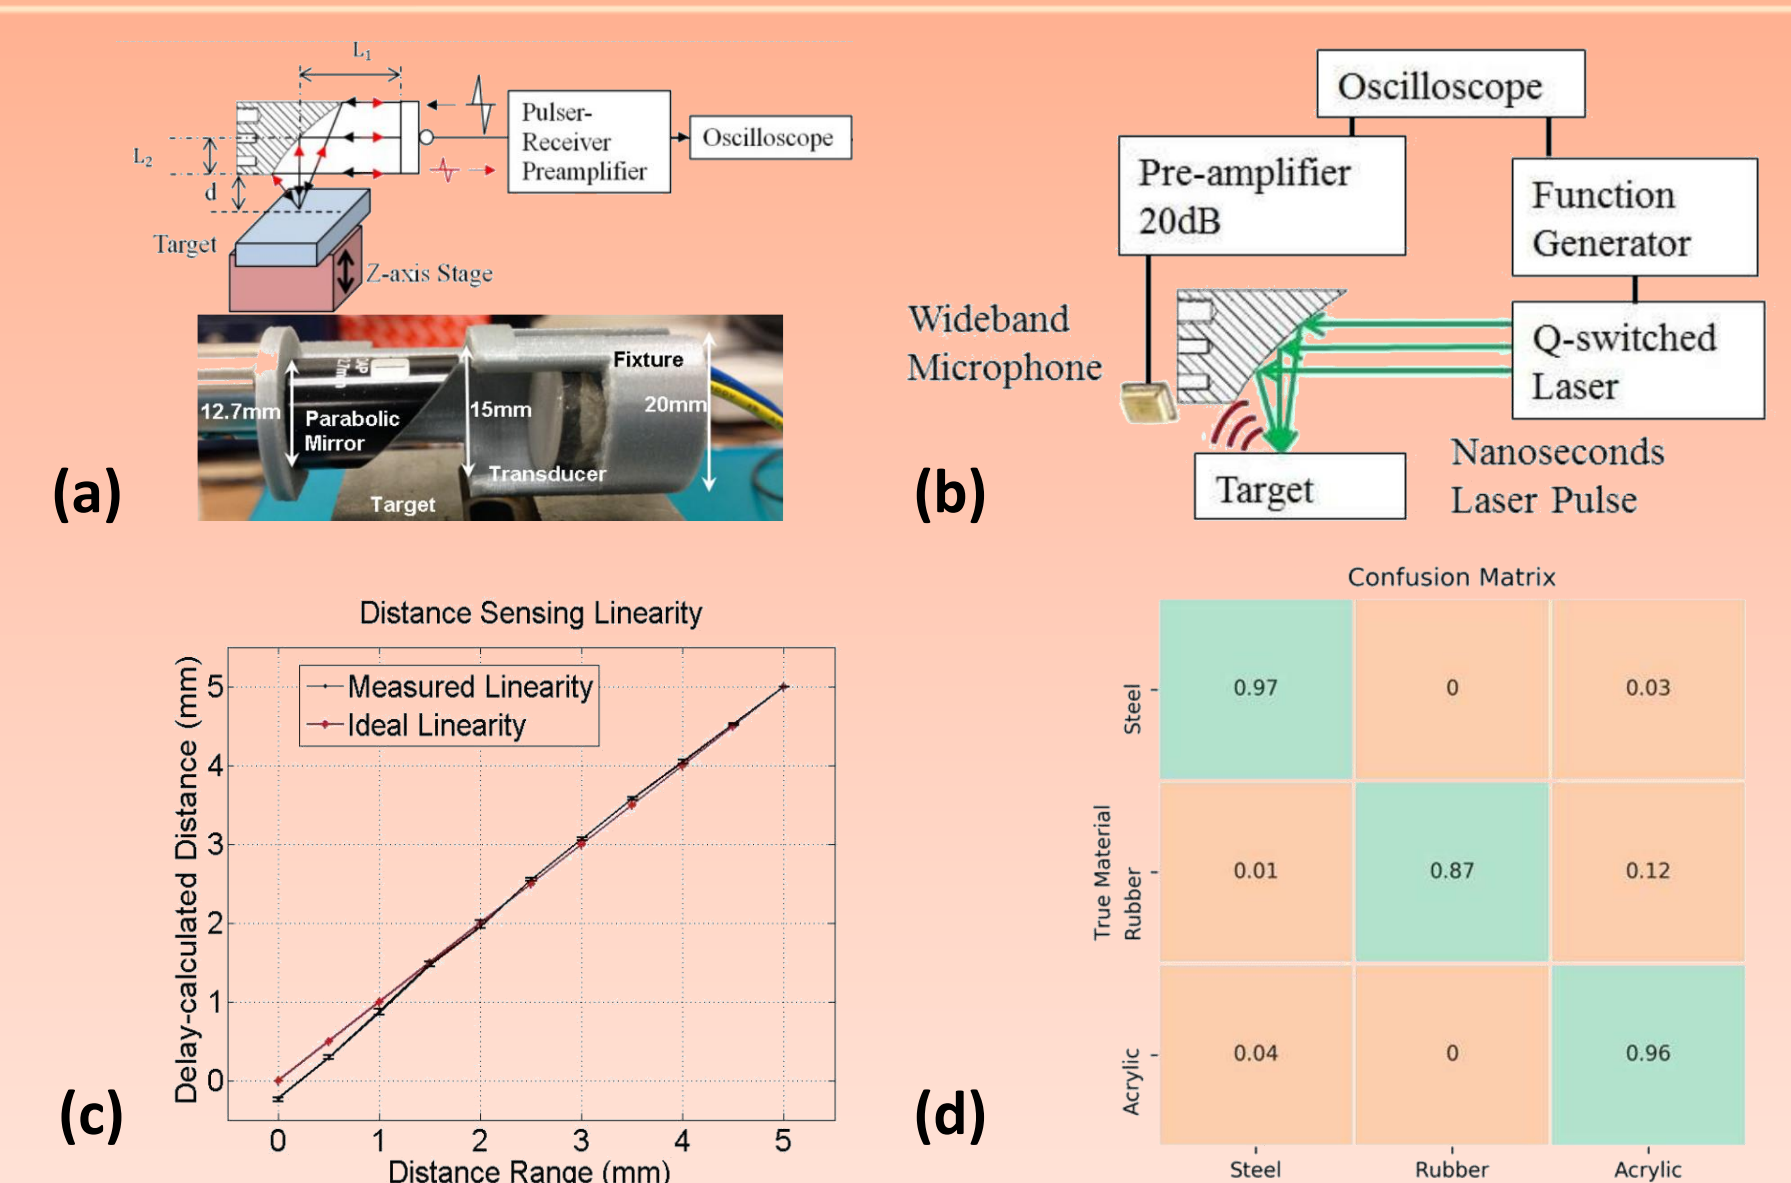 L₁
Pulser-
Receiver
Preamplifier
Oscilloscope
L₂
d
Target
Z-axis Stage
Fixture
12.7mm
Parabolic
Mirror
15mm
20mm
Transducer
Target
(a)
Oscilloscope
Pre-amplifier
20dB
Function
Generator
Wideband
Microphone
Q-switched
Laser
Nanoseconds
Laser Pulse
Target
(b)
Distance Sensing Linearity
Measured Linearity
Ideal Linearity
Delay-calculated Distance (mm)
5
4
3
2
1
0
0 1 2 3 4 5
Distance Range (mm)
(c)
Confusion Matrix
True Material
Steel
0.97 0 0.03
Rubber
0.01 0.87 0.12
Acrylic
0.04 0 0.96
Steel Rubber Acrylic
(d)